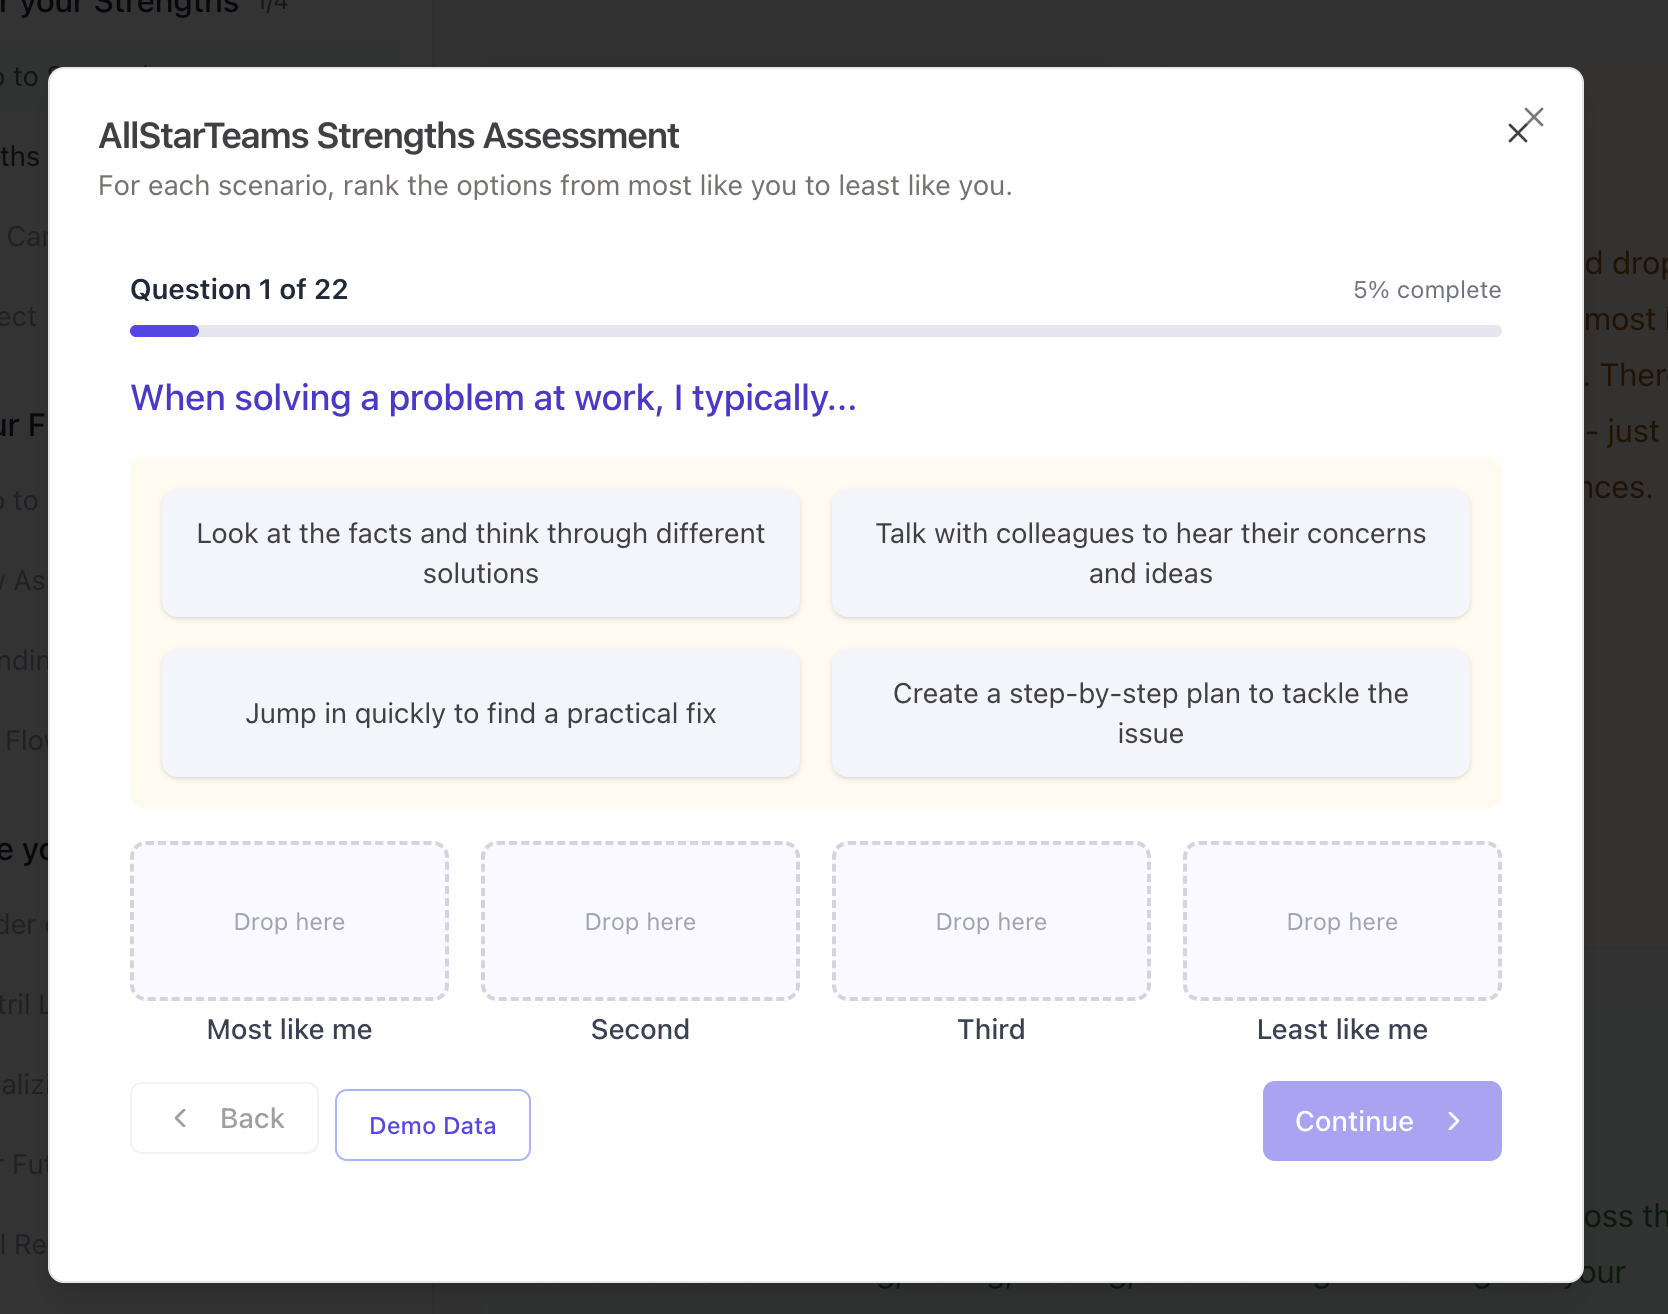 your Strengths 1/4
to
AllStarTeams Strengths Assessment
For each scenario, rank the options from most like you to least like you.
Question 1 of 22
5% complete
When solving a problem at work, I typically...
Look at the facts and think through different
solutions
Talk with colleagues to hear their concerns
and ideas
Jump in quickly to find a practical fix
Create a step-by-step plan to tackle the
issue
Drop here
Drop here
Drop here
Drop here
Most like me
Second
Third
Least like me
Back
Demo Data
Continue
most
- just